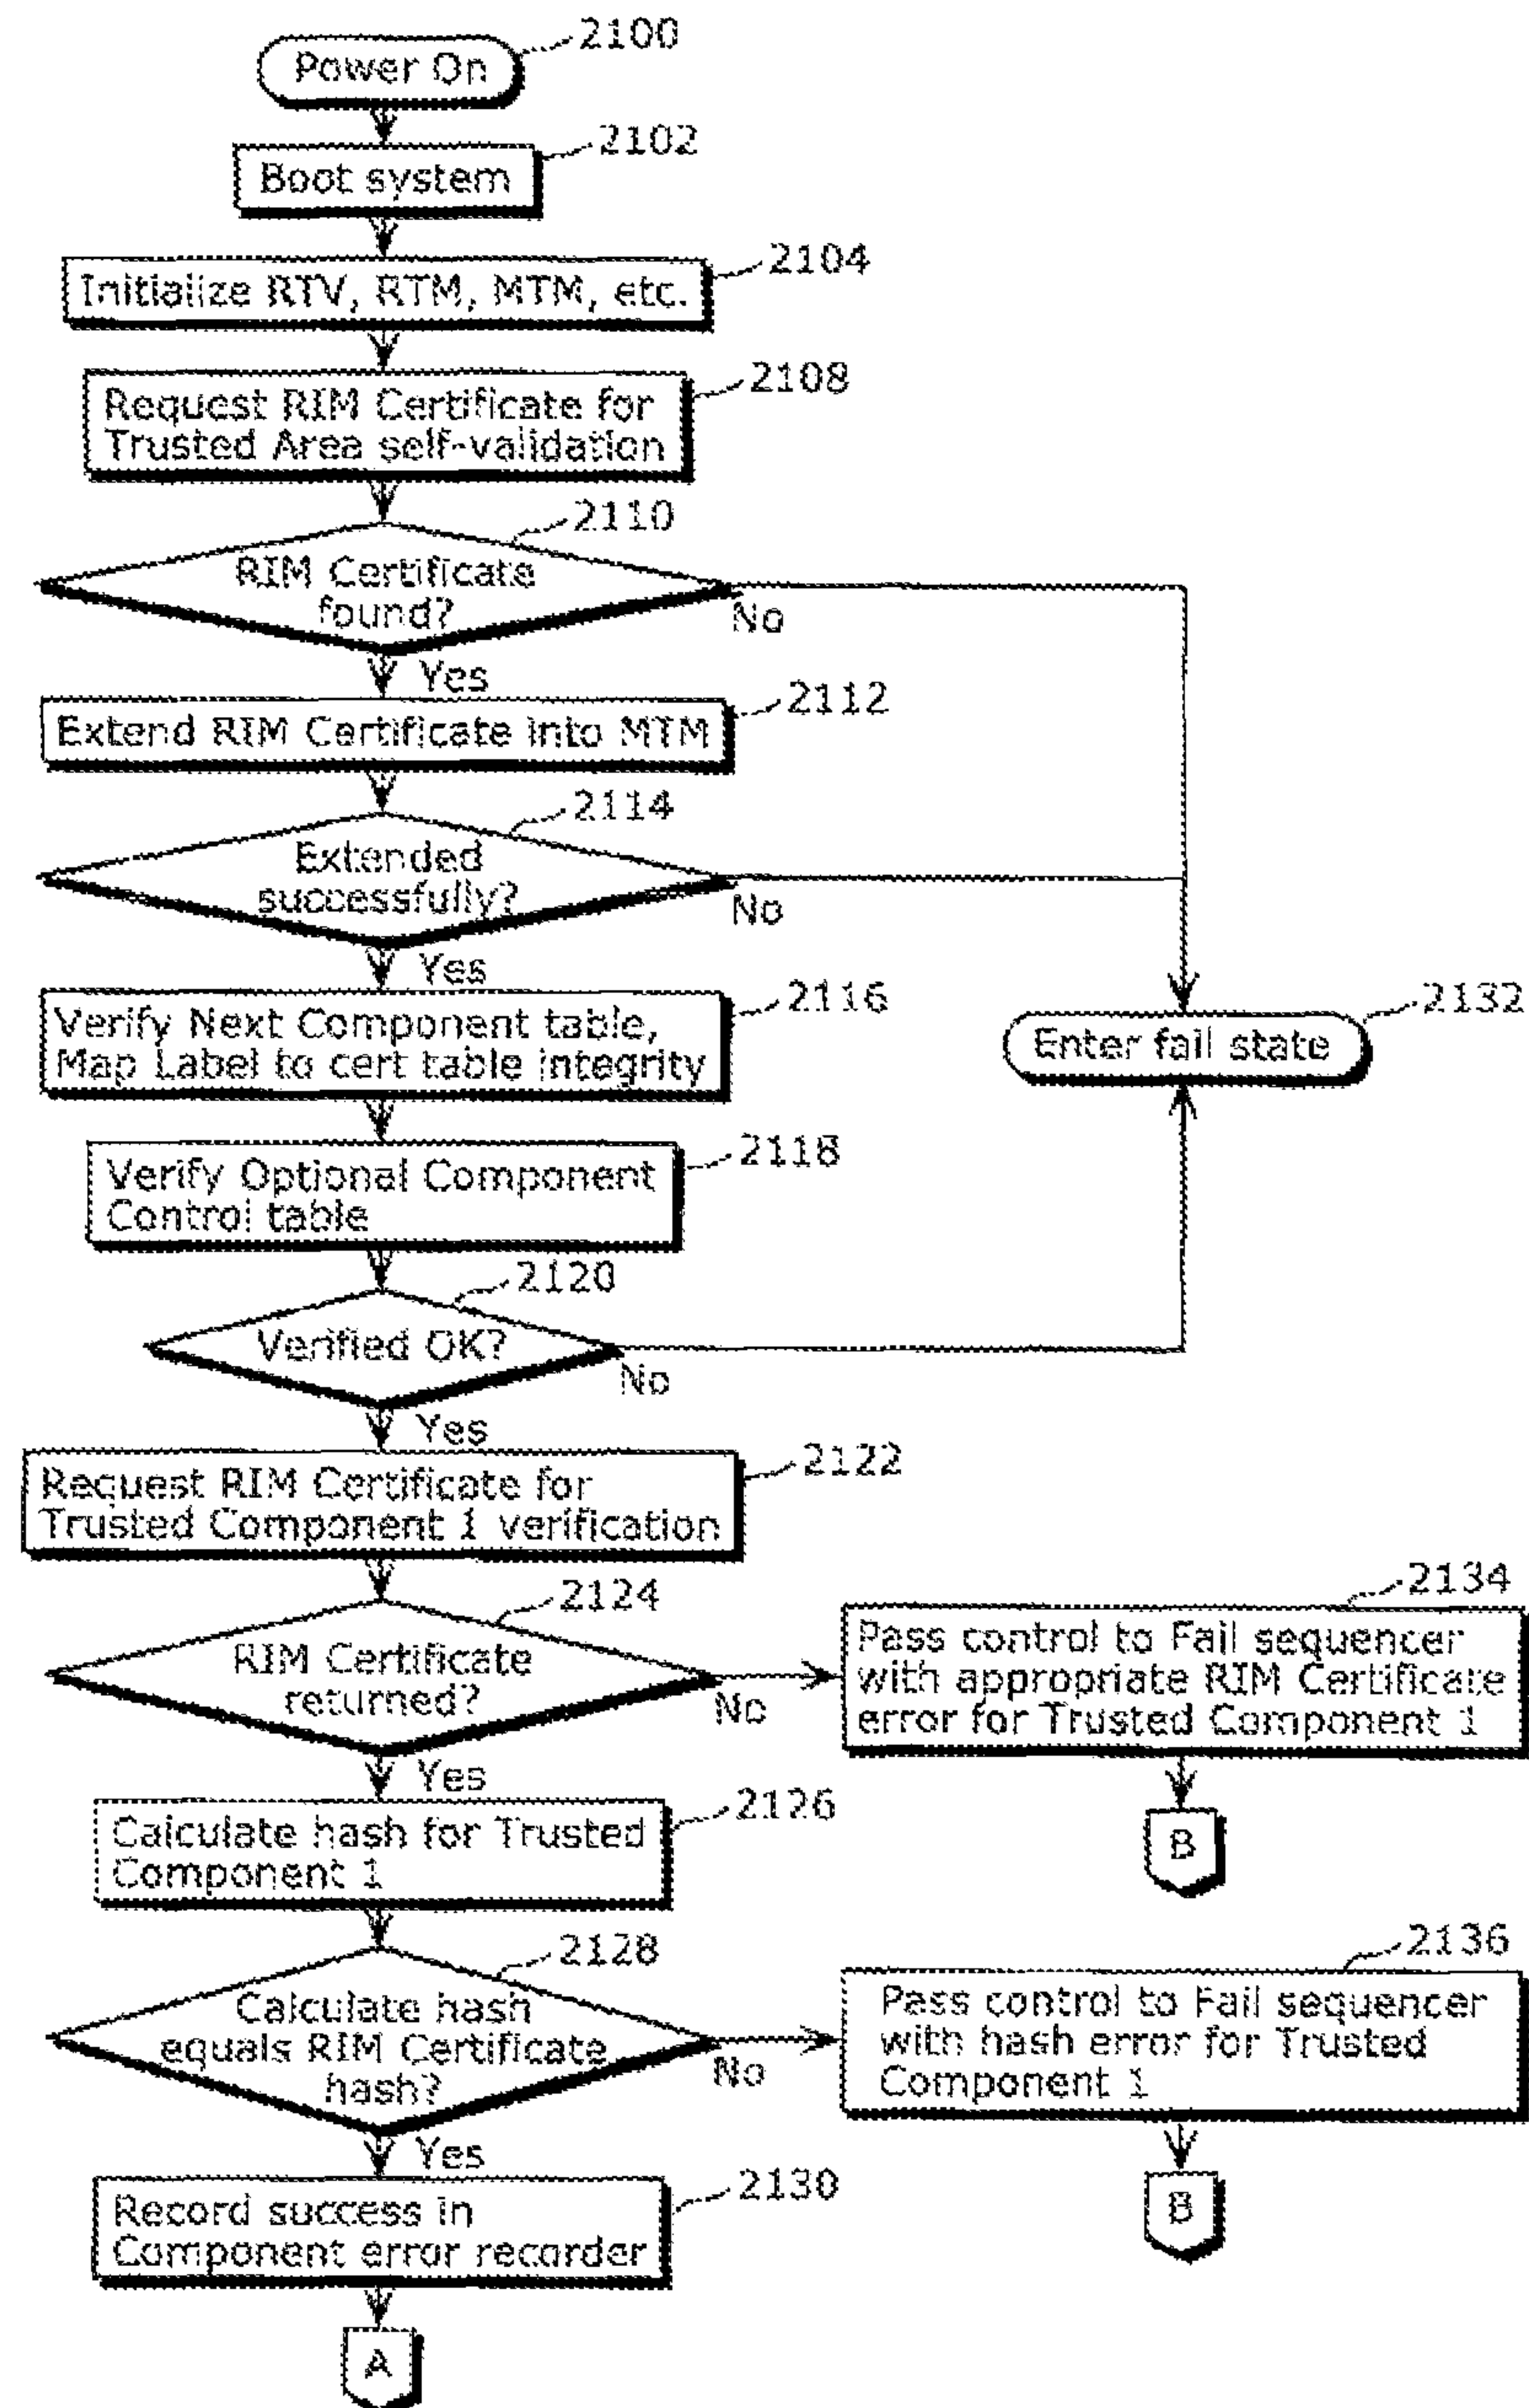 2100
Power On
2102
Boot system
2104
Initialize RTV, RTM, MTM, etc.
2108
Request RIM Certificate for
Trusted Area self-validation
2110
RIM Certificate
found?
No
Yes
2112
Extend RIM Certificate into MTM
2114
Extended
successfully?
No
Yes
2116
Verify Next Component table,
Map Label to cert table integrity
2132
Enter fail state
2118
Verify Optional Component
Control table
2120
Verified OK?
No
Yes
2122
Request RIM Certificate for
Trusted Component 1 verification
2124
RIM Certificate
returned?
No
Yes
2134
Pass control to Fail sequencer
with appropriate RIM Certificate
error for Trusted Component 1
B
2126
Calculate hash for Trusted
Component 1
2128
Calculate hash
equals RIM Certificate
hash?
No
Yes
2136
Pass control to Fail sequencer
with hash error for Trusted
Component 1
B
2130
Record success in
Component error recorder
A